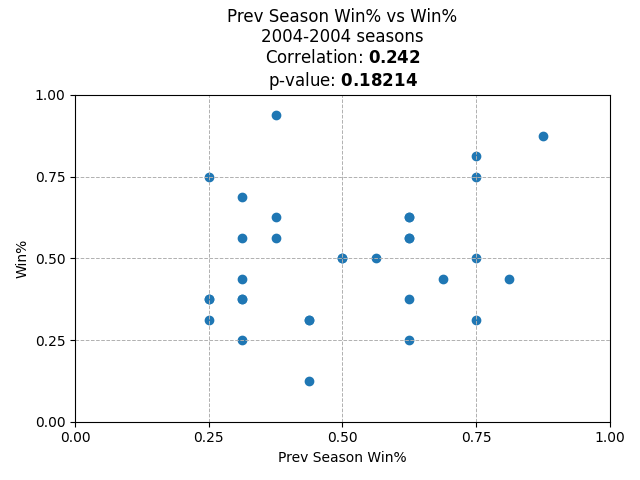 Prev Season Win% vs Win%
2004-2004 seasons
Correlation: 0.242
p-value: 0.18214
1.00
0.75
0.50
0.25
0.00
Win%
0.00 0.25 0.50 0.75 1.00
Prev Season Win%